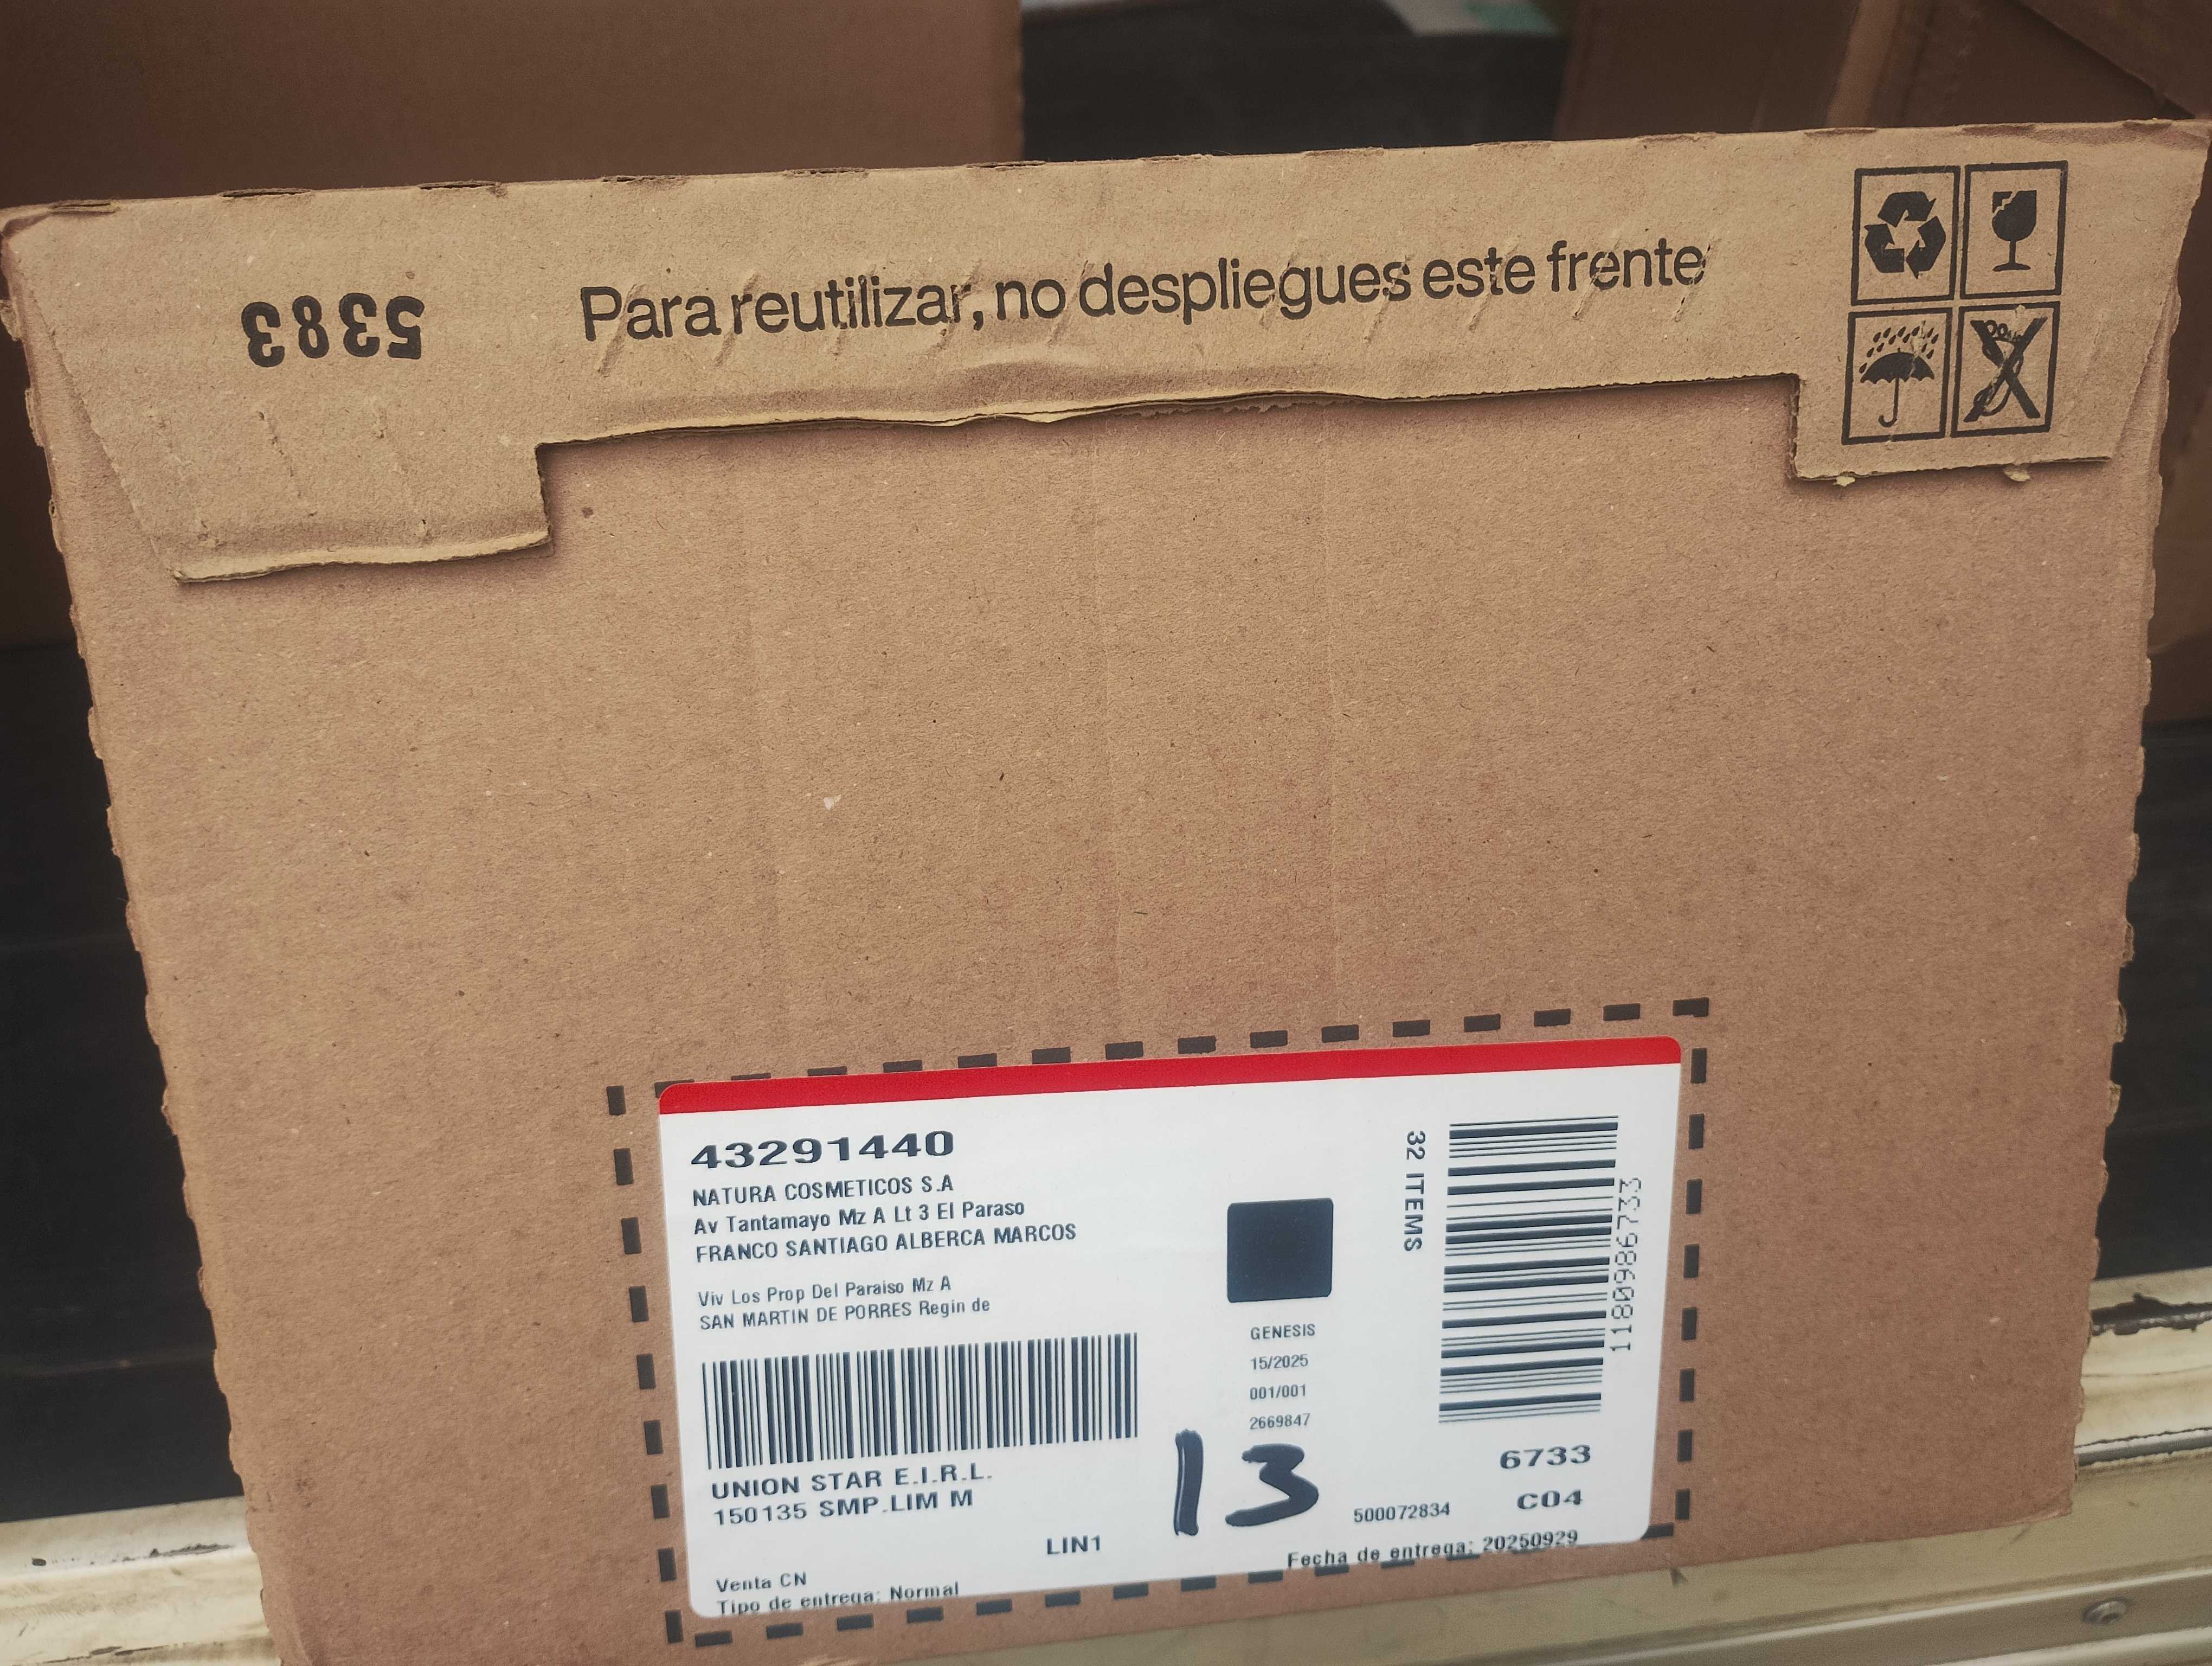 5383
Para reutilizar, no despliegues este frente
43291440
NATURA COSMETICOS S.A
Av Tantamayo Mz A Lt 3 El Paraso
FRANCO SANTIAGO ALBERCA MARCOS
Viv Los Prop Del Paraiso Mz A
SAN MARTIN DE PORRES Regin de
UNION STAR E.I.R.L.
150135 SMP.LIM M
LIN1
Venta CN
Tipo de entrega: Normal
GENESIS
15/2025
001/001
2669847
13
32 ITEMS
11809986733
6733
500072834
C04
Fecha de entrega: 20250929